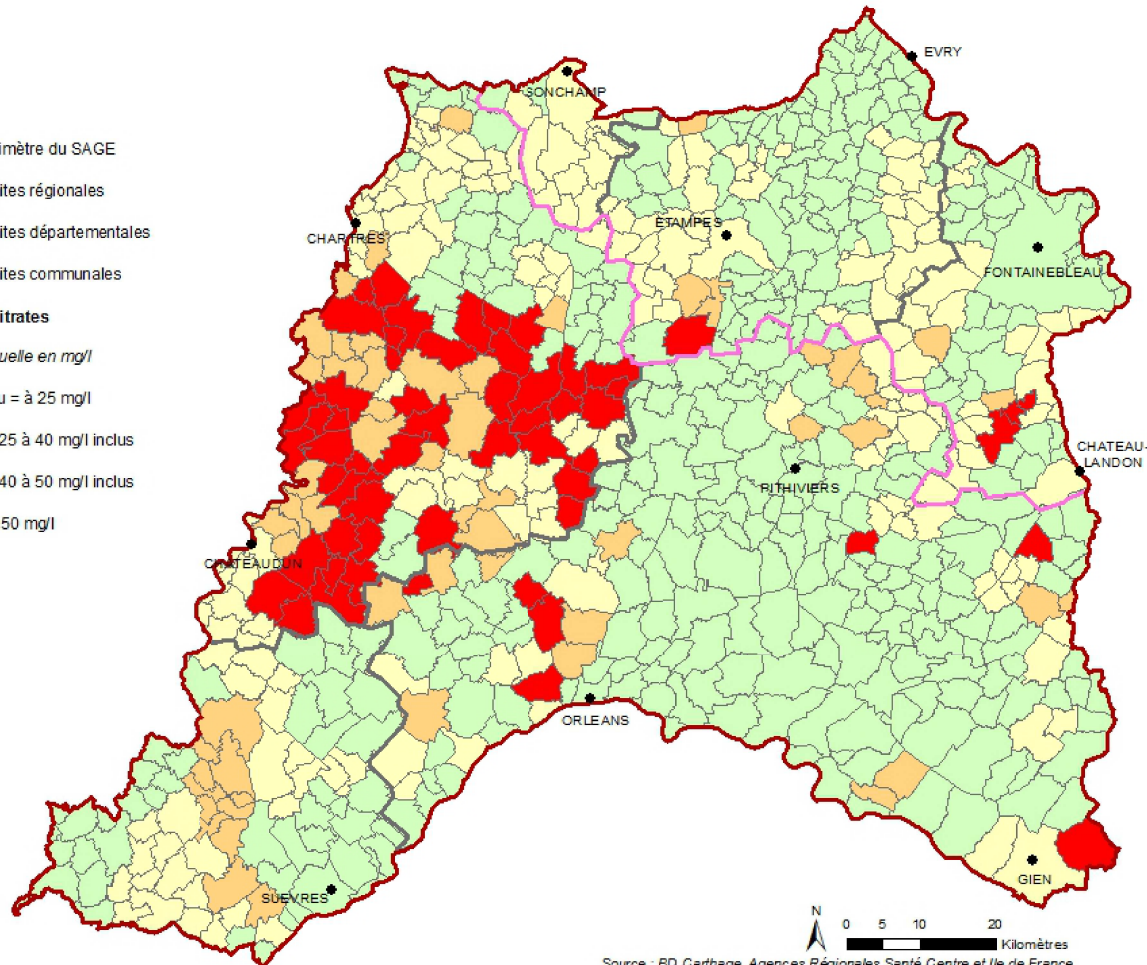 imètre du SAGE
ites régionales
ites départementales
ites communales
itrates
uelle en mg/l
u = à 25 mg/l
25 à 40 mg/l inclus
40 à 50 mg/l inclus
50 mg/l
EVRY
SONCHAMP
CHARTRES
ETAMPES
FONTAINEBLEAU
CHATEAU-
LANDON
PITHIVIERS
CHATEAUDUN
ORLEANS
SUEVRES
GIEN
N
0 5 10 20
Kilomètres
Source : BD Carthage, Agences Régionales Santé Centre et Ile de France